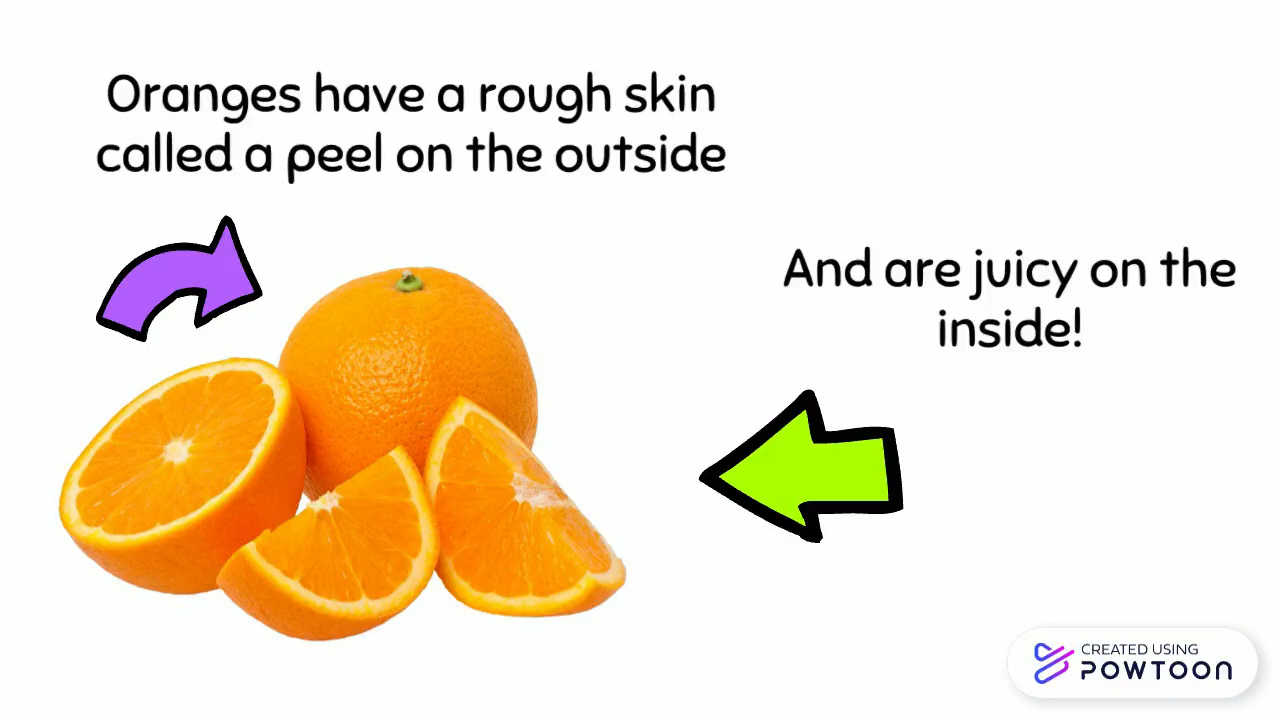 Oranges have a rough skin
called a peel on the outside
And are juicy on the
inside!
CREATED USING
POWTOON